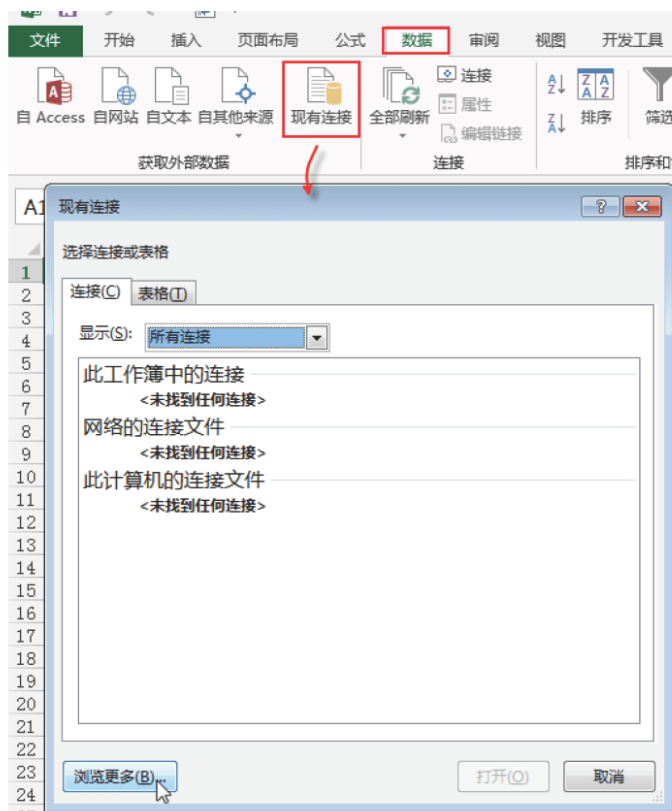 文件 开始 插入 页面布局 公式 数据 审阅 视图 开发工具
自 Access 自网站 自文本 自其他来源 现有连接 全部刷新 连接 属性 编辑链接 排序
获取外部数据 连接
现有连接
选择连接或表格
连接(C) 表格(T)
显示(S): 所有连接
此工作簿中的连接
<未找到任何连接>
网络的连接文件
<未找到任何连接>
此计算机的连接文件
<未找到任何连接>
浏览更多(B)... 打开(O) 取消
1
2
3
4
5
6
7
8
9
10
11
12
13
14
15
16
17
18
19
20
21
22
23
24